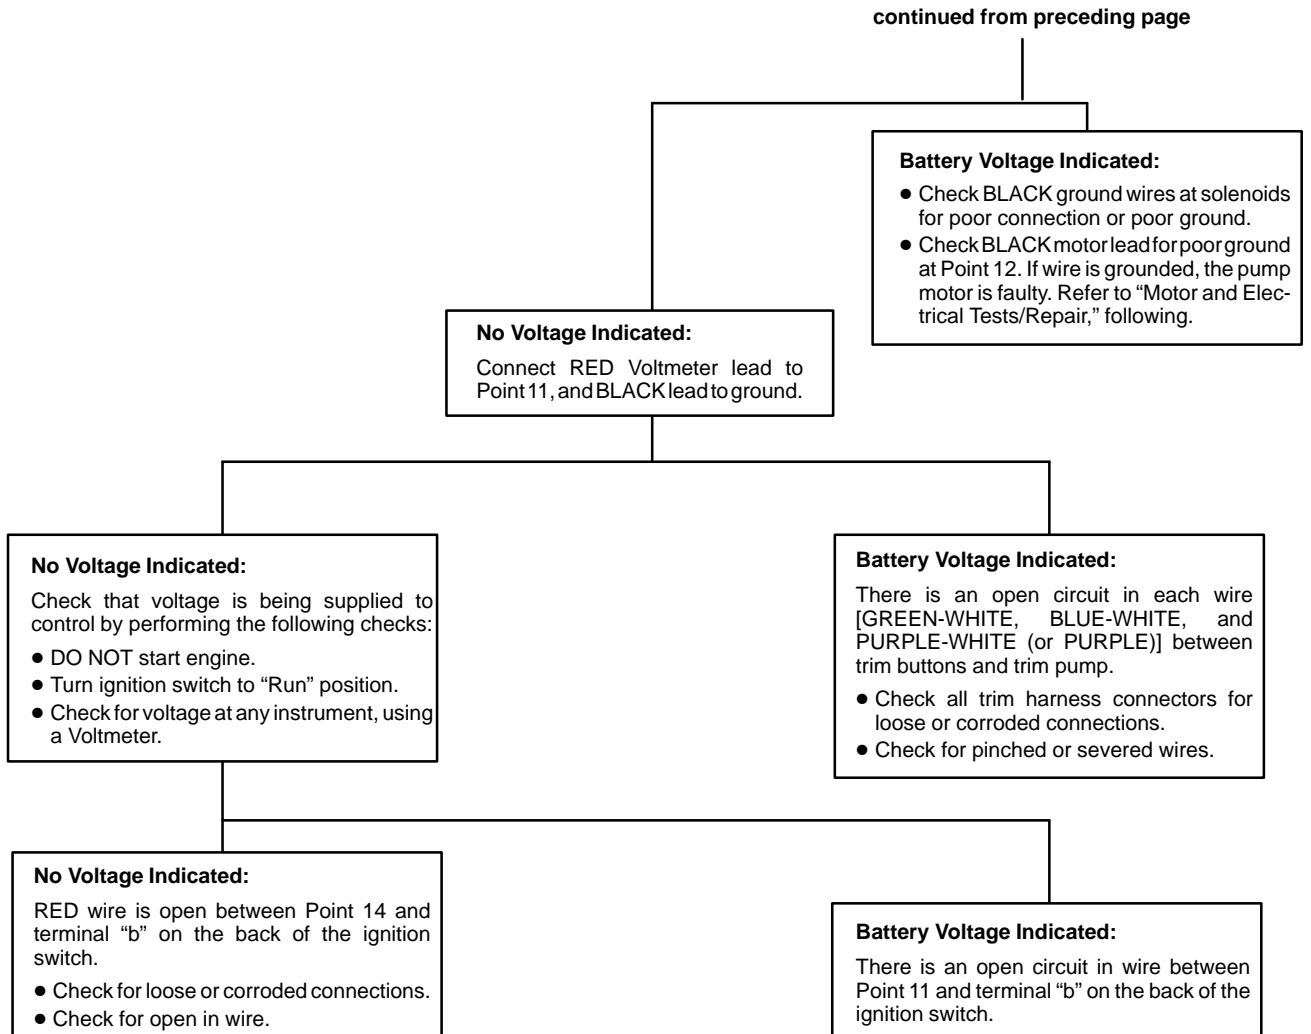 continued from preceding page
Battery Voltage Indicated:
● Check BLACK ground wires at solenoids
for poor connection or poor ground.
● Check BLACK motor lead for poor ground
at Point 12. If wire is grounded, the pump
motor is faulty. Refer to “Motor and Elec-
trical Tests/Repair,” following.
No Voltage Indicated:
Connect RED Voltmeter lead to
Point 11, and BLACK lead to ground.
No Voltage Indicated:
Check that voltage is being supplied to
control by performing the following checks:
● DO NOT start engine.
● Turn ignition switch to “Run” position.
● Check for voltage at any instrument, using
a Voltmeter.
Battery Voltage Indicated:
There is an open circuit in each wire
[GREEN-WHITE, BLUE-WHITE, and
PURPLE-WHITE (or PURPLE)] between
trim buttons and trim pump.
● Check all trim harness connectors for
loose or corroded connections.
● Check for pinched or severed wires.
No Voltage Indicated:
RED wire is open between Point 14 and
terminal “b” on the back of the ignition
switch.
● Check for loose or corroded connections.
● Check for open in wire.
Battery Voltage Indicated:
There is an open circuit in wire between
Point 11 and terminal “b” on the back of the
ignition switch.